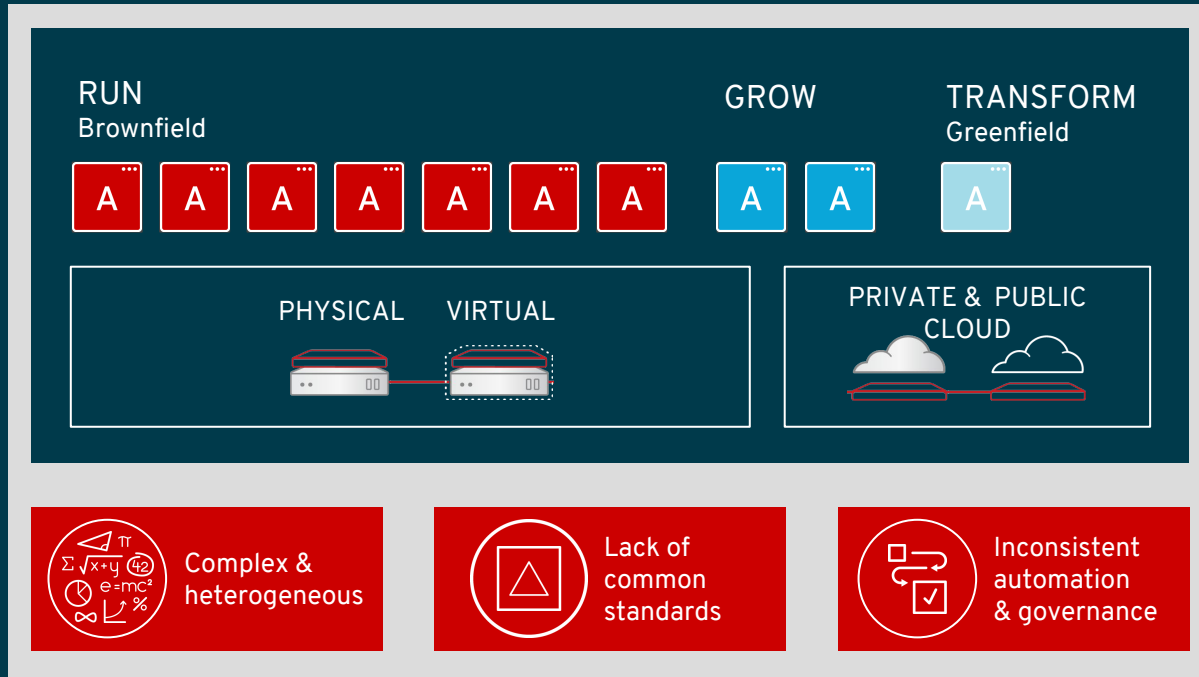 RUN
Brownfield
GROW
TRANSFORM
Greenfield
A A A A A A A
A A
A
PHYSICAL VIRTUAL
PRIVATE & PUBLIC
CLOUD
π
Σ √x+y 42
e=mc²
∞ %
Complex &
heterogeneous
Lack of
common
standards
Inconsistent
automation
& governance